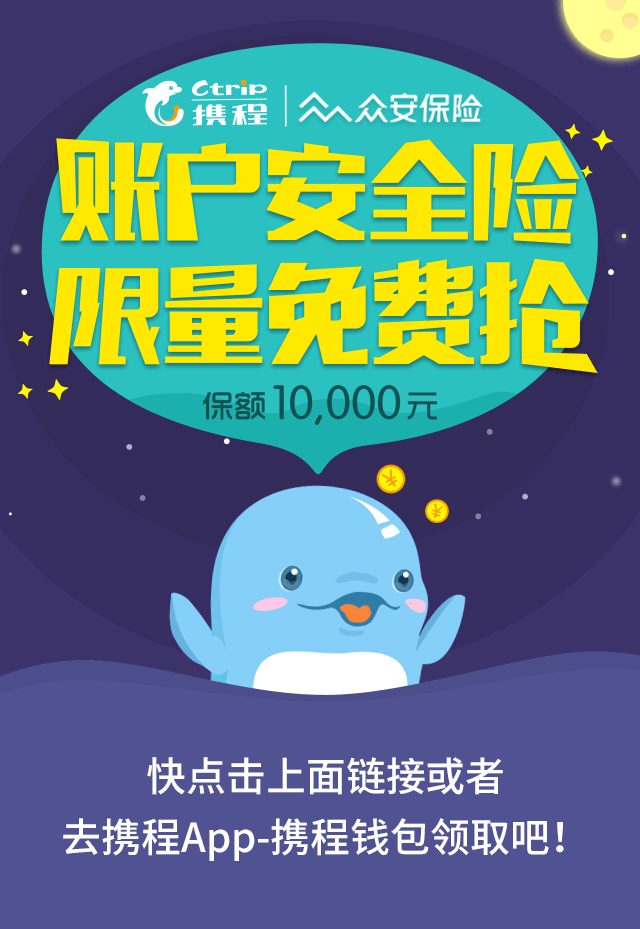 Ctrip
携程
众安保险
账户安全险
限量免费抢
保额10,000元
快点击上面链接或者
去携程App-携程钱包领取吧！